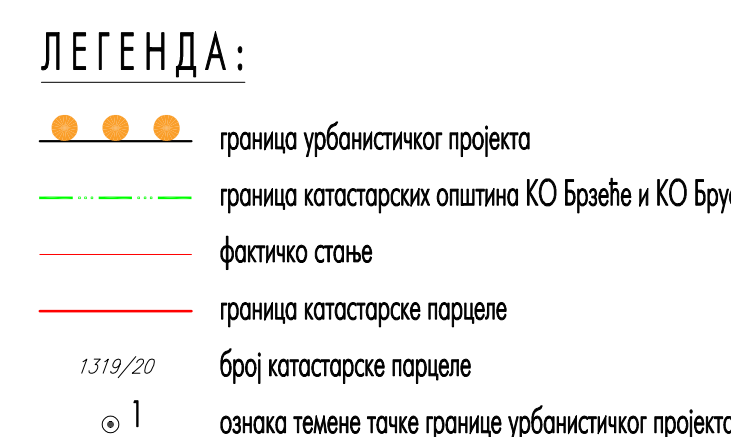 ЛЕГЕНДА:
граница урбанистичког пројекта
граница катастарских општина КО Брзеће и КО
фактичко стање
граница катастарске парцеле
1319/20 број катастарске парцеле
1 ознака темене тачке границе урбанистичког